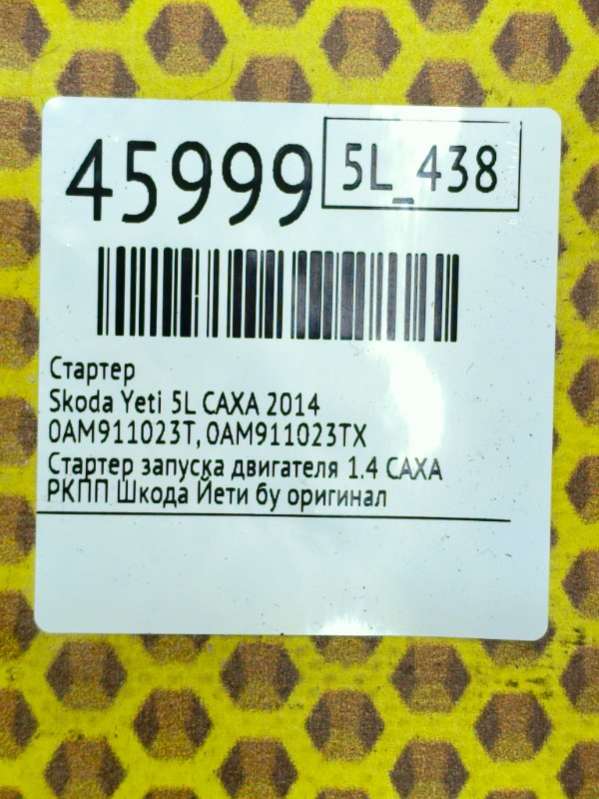 45999
5L_438
Стартер
Skoda Yeti 5L CAXA 2014
0AM911023T, 0AM911023TX
Стартер запуска двигателя 1.4 CAXA
РКПП Шкода Йети бу оригинал